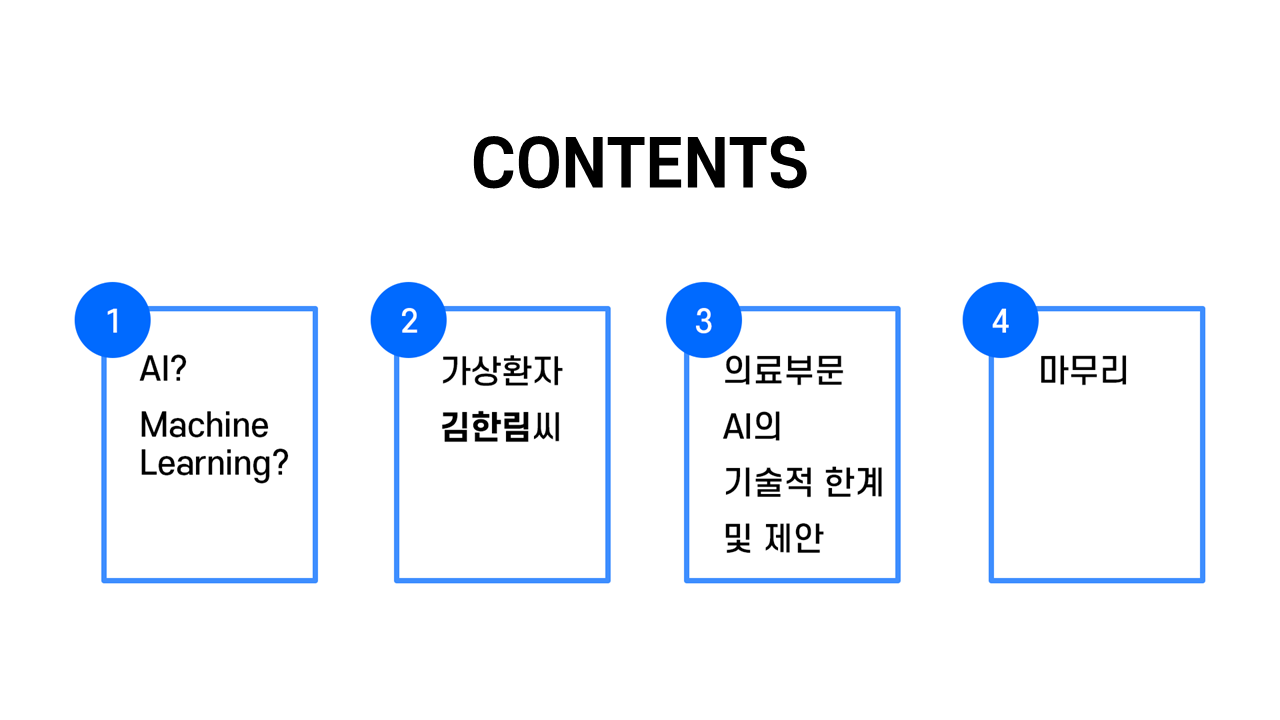 CONTENTS
1
AI?
Machine
Learning?
2
가상환자
김한림씨
3
의료부문
AI의
기술적 한계
및 제안
4
마무리